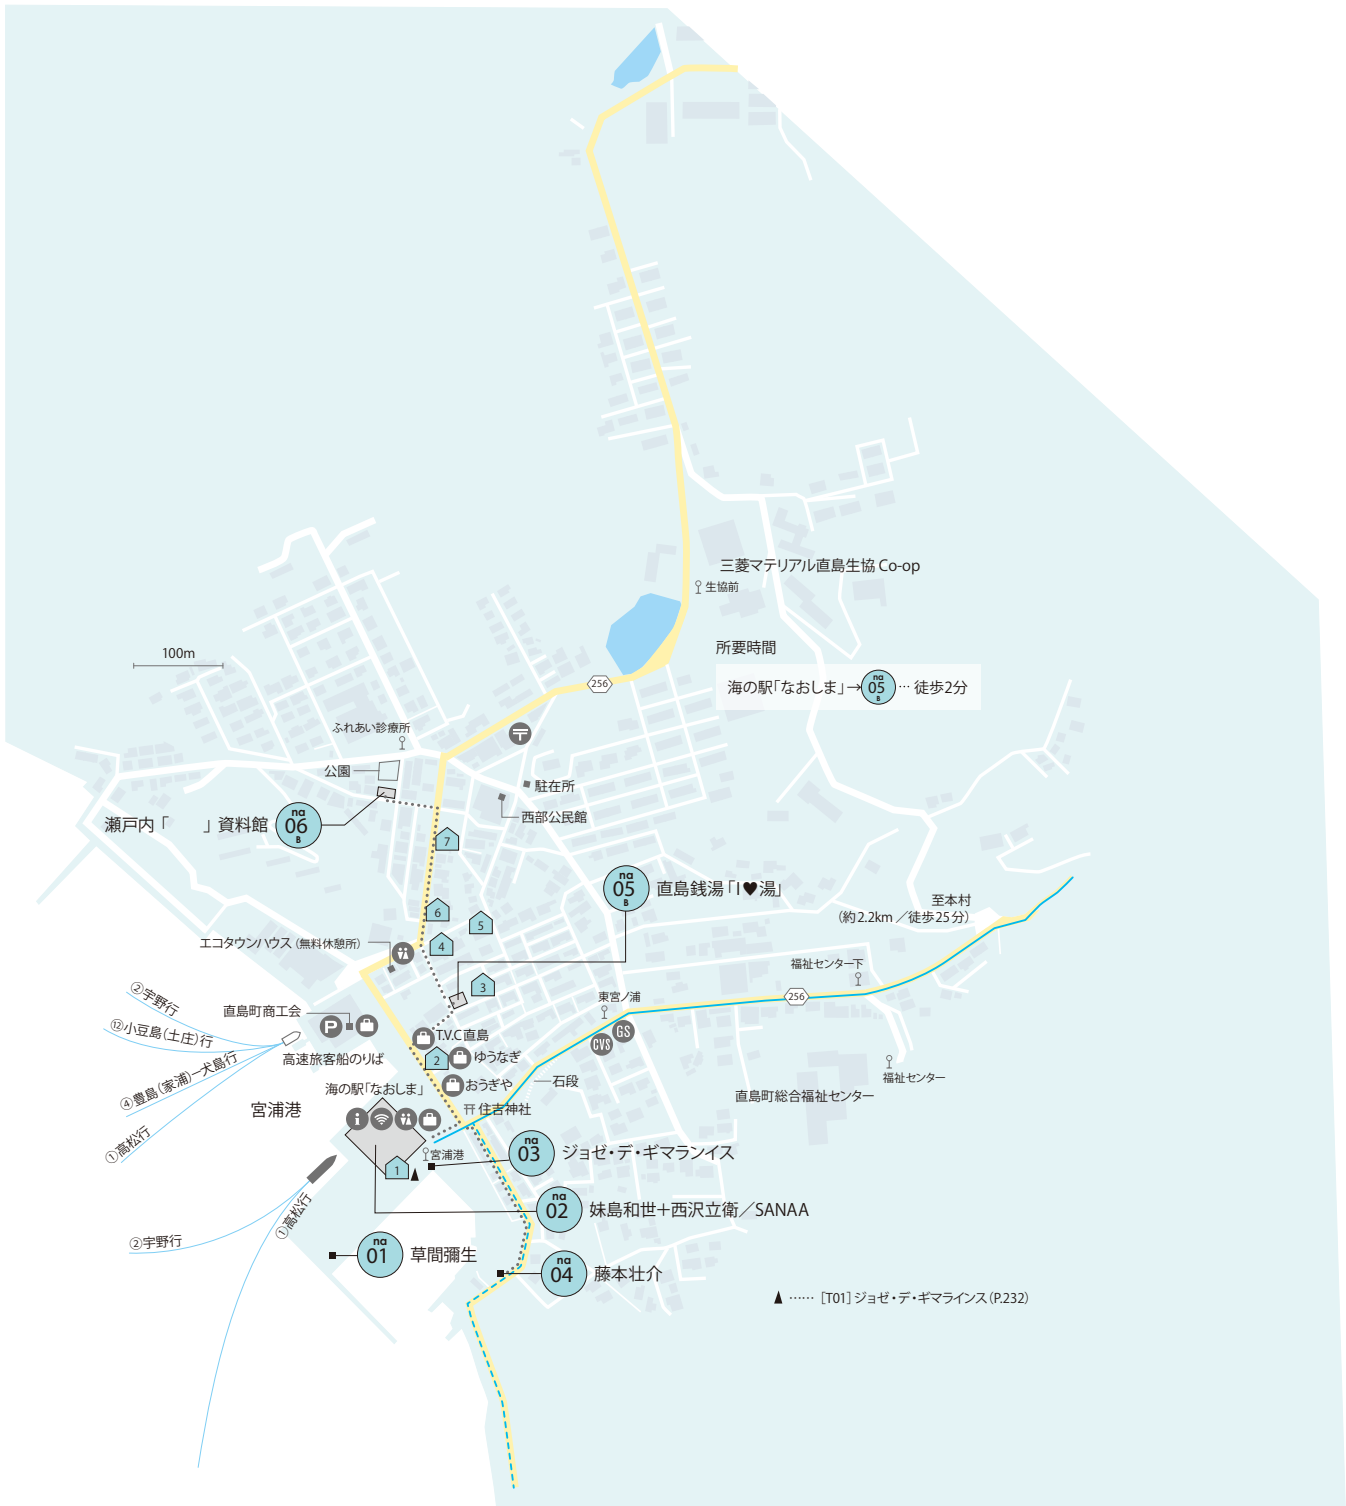 三菱マテリアル直島生協 Co-op
生協前
100m
所要時間
海の駅「なおしま」→ na 05 B … 徒歩2分
256
ふれあい診療所
公園
駐在所
西部公民館
瀬戸内「　　」資料館
na
06
B
7
na
05
B
直島銭湯「I♥湯」
6
5
4
至本村
(約2.2km／徒歩25分)
エコタウンハウス（無料休憩所）
3
福祉センター下
②宇野行
⑫小豆島(土庄)行
④豊島(家浦)ー犬島行
①高松行
直島町商工会
P
高速旅客船のりば
東宮ノ浦
256
GS
CVS
T.V.C直島
2
ゆうなぎ
おうぎや
石段
福祉センター
直島町総合福祉センター
海の駅「なおしま」
宮浦港
住吉神社
i
宮浦港
1
na
03
ジョゼ・デ・ギマランイス
na
02
妹島和世＋西沢立衛／SANAA
①高松行
②宇野行
na
01
草間彌生
na
04
藤本壮介
▲ …… [T01] ジョゼ・デ・ギマラインス (P.232)